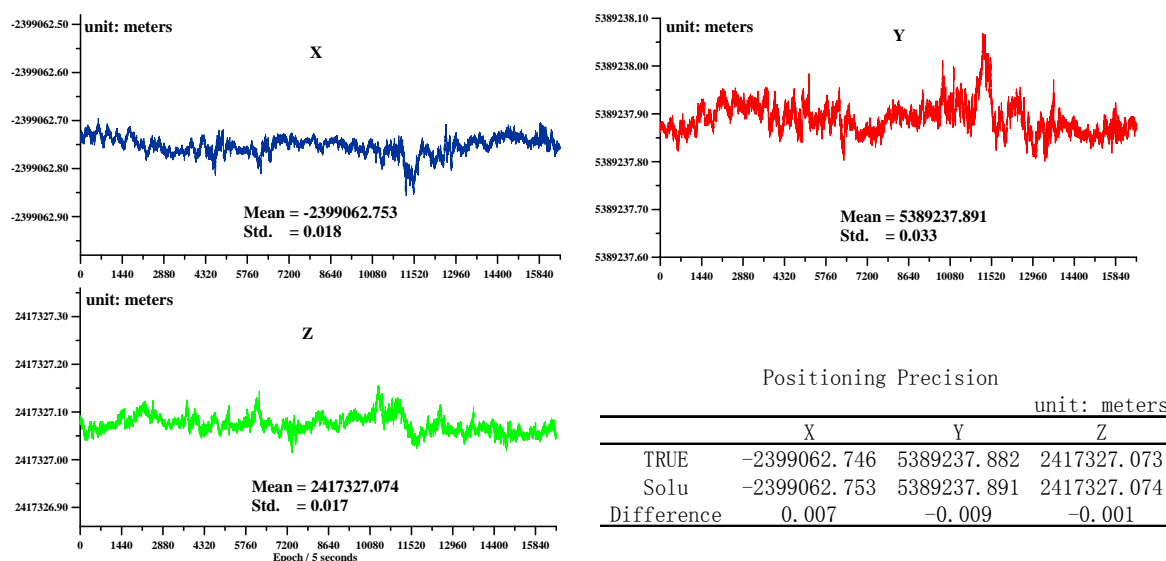 -2399062.50
-2399062.60
-2399062.70
-2399062.80
-2399062.90
unit: meters
X
Mean = -2399062.753
Std. = 0.018
0 1440 2880 4320 5760 7200 8640 10080 11520 12960 14400 15840
5389238.10
5389238.00
5389237.90
5389237.80
5389237.70
5389237.60
unit: meters
Y
Mean = 5389237.891
Std. = 0.033
0 1440 2880 4320 5760 7200 8640 10080 11520 12960 14400 15840
2417327.30
2417327.20
2417327.10
2417327.00
2417326.90
unit: meters
Z
Mean = 2417327.074
Std. = 0.017
0 1440 2880 4320 5760 7200 8640 10080 11520 12960 14400 15840
Epoch / 5 seconds
Positioning Precision
unit: meters
X Y Z
TRUE -2399062.746 5389237.882 2417327.073
Solu -2399062.753 5389237.891 2417327.074
Difference 0.007 -0.009 -0.001